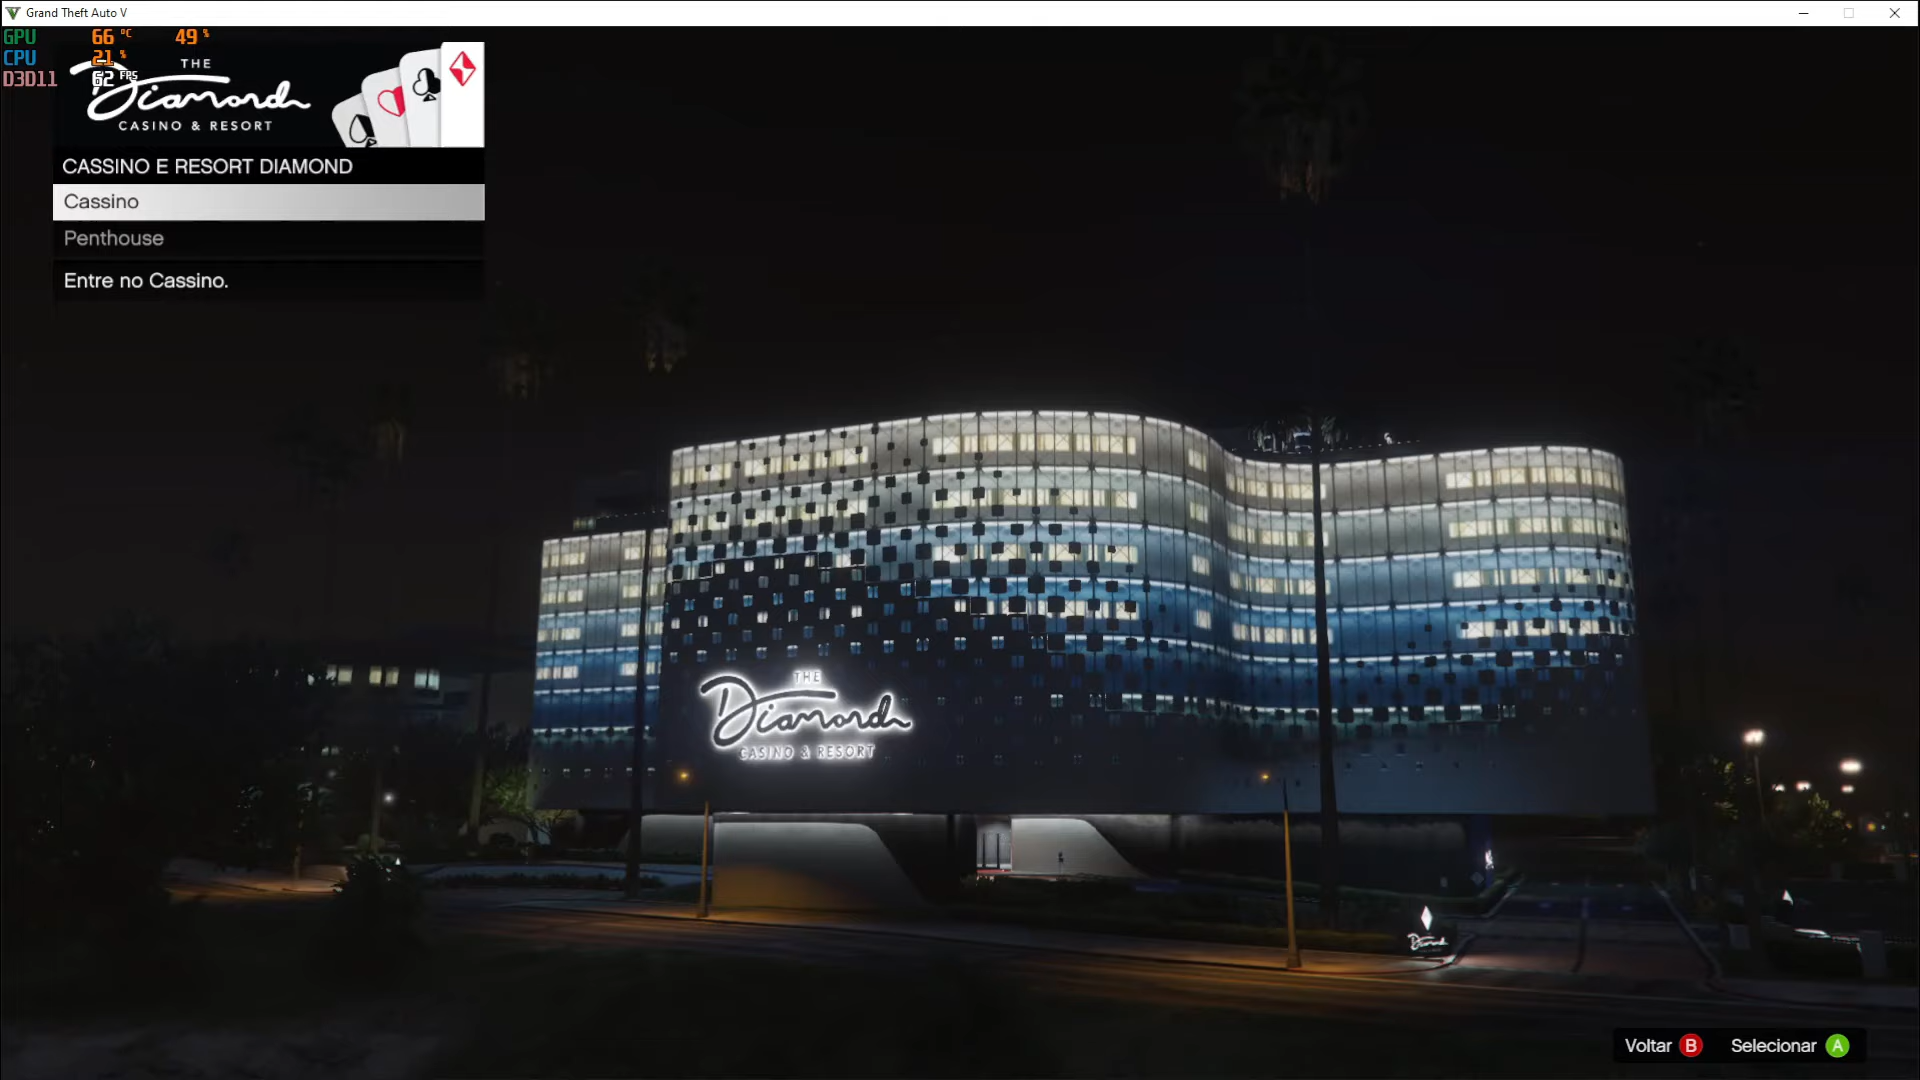 Grand Theft Auto V
GPU 66 °C 49 %
CPU 21 %
D3D11 62 FPS
THE
Diamond
CASINO & RESORT
CASSINO E RESORT DIAMOND
Cassino
Penthouse
Entre no Cassino.
THE
Diamond
CASINO & RESORT
Diamond
Voltar B Selecionar A